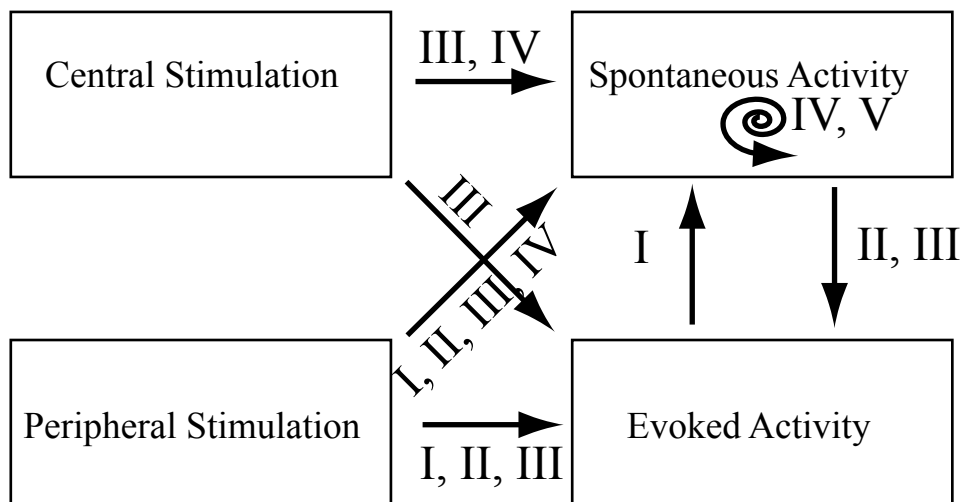 Central Stimulation
III, IV
Spontaneous Activity
IV, V
III
I, II, III, IV
I
II, III
Peripheral Stimulation
I, II, III
Evoked Activity